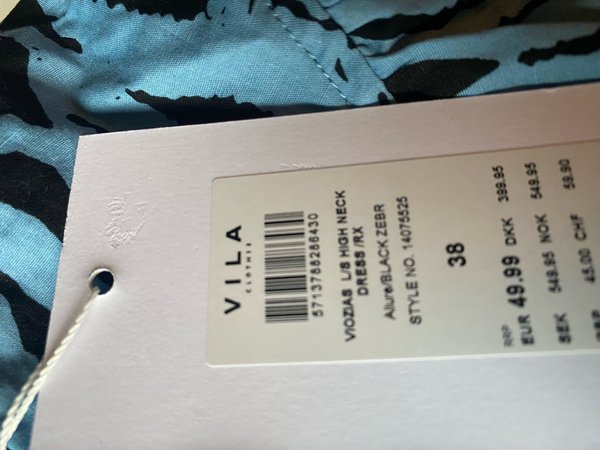 VILA
CLOTHES
5713788286430
VIOZIAS L/S HIGH NECK
DRESS /RX
Allure/BLACK ZEBR
STYLE NO. 14075525
38
RRP
EUR 49.99 DKK 399.95
SEK 549.95 NOK 549.95
45.00 CHF 59.90